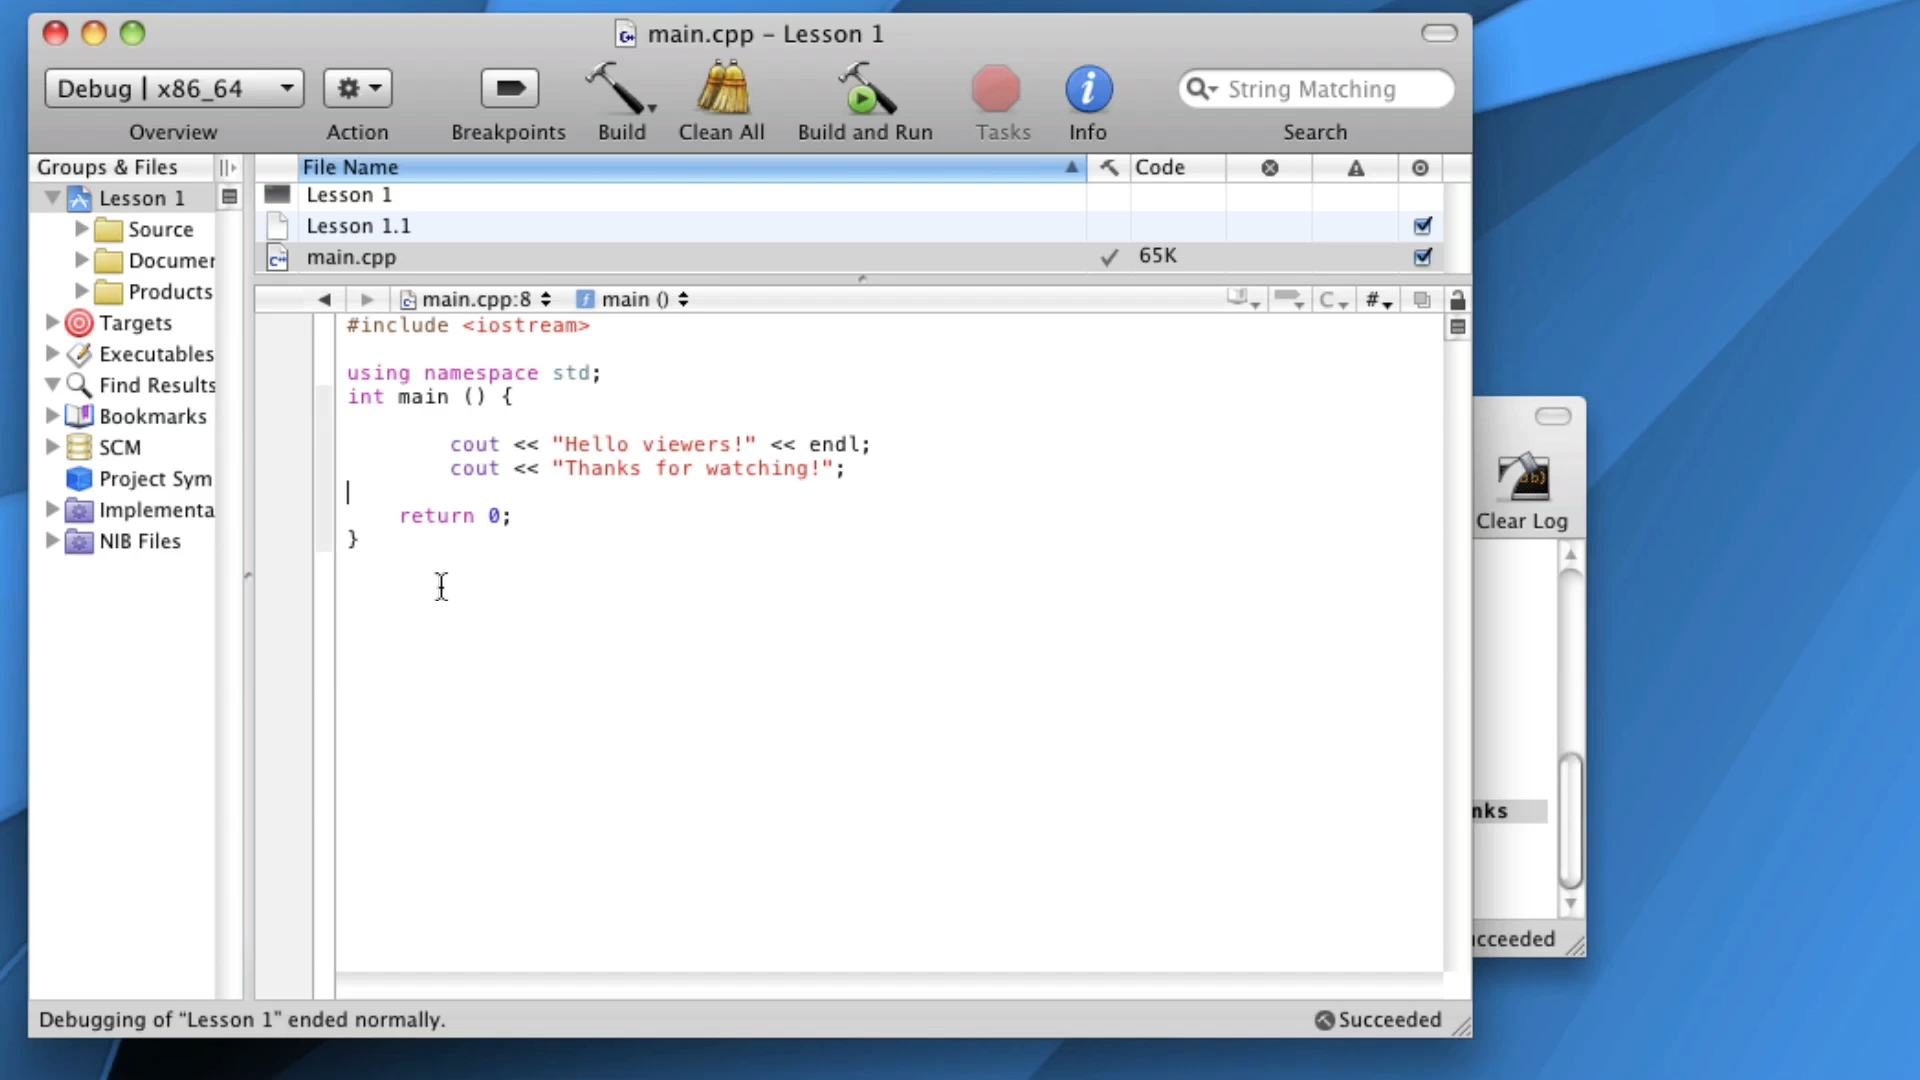 main.cpp – Lesson 1
Debug | x86_64
String Matching
Overview
Action
Breakpoints
Build
Clean All
Build and Run
Tasks
Info
Search
Groups & Files
File Name
Code
Lesson 1
Source
Documen
Products
Targets
Executables
Find Results
Bookmarks
SCM
Project Sym
Implementa
NIB Files
Lesson 1
Lesson 1.1
main.cpp
65K
main.cpp:8
main ()
C
#
#include <iostream>
using namespace std;
int main () {
cout << "Hello viewers!" << endl;
cout << "Thanks for watching!";
return 0;
}
Clear Log
nks
cceeded
Debugging of “Lesson 1” ended normally.
Succeeded